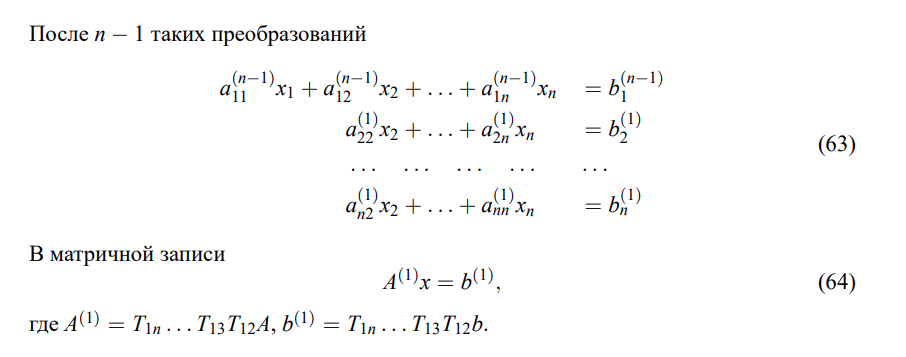 После n − 1 таких преобразований
a_{11}^{(n−1)}x_1 + a_{12}^{(n−1)}x_2 + … + a_{1n}^{(n−1)}x_n = b_1^{(n−1)}
a_{22}^{(1)}x_2 + … + a_{2n}^{(1)}x_n = b_2^{(1)}
(63)
… … … … …
a_{n2}^{(1)}x_2 + … + a_{nn}^{(1)}x_n = b_n^{(1)}
В матричной записи
A^{(1)}x = b^{(1)}, (64)
где A^{(1)} = T_{1n} … T_{13}T_{12}A, b^{(1)} = T_{1n} … T_{13}T_{12}b.